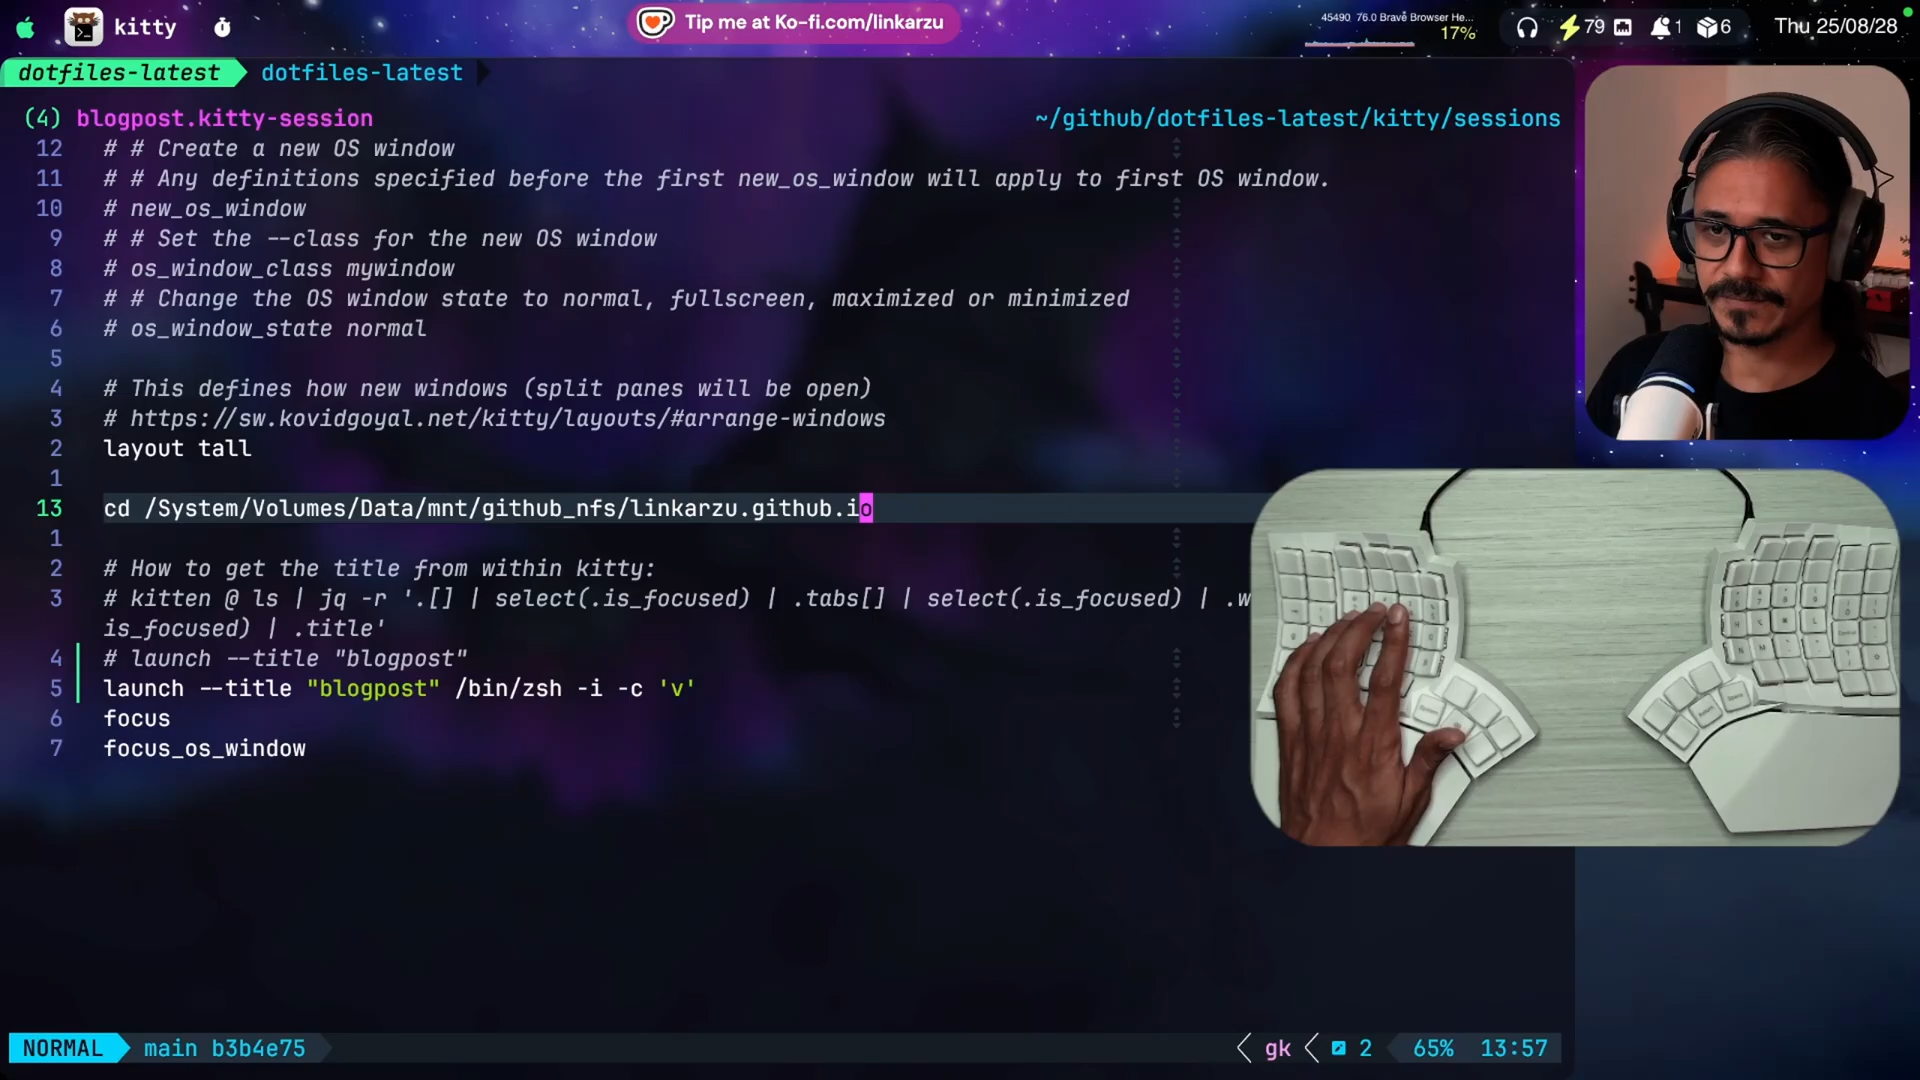 kitty
Tip me at Ko-fi.com/linkarzu
45490 76.0 Brave Browser He...
17%
79
1
6
Thu 25/08/28
dotfiles-latest dotfiles-latest
(4) blogpost.kitty-session ~/github/dotfiles-latest/kitty/sessions
12 # # Create a new OS window
11 # # Any definitions specified before the first new_os_window will apply to first OS window.
10 # new_os_window
9 # # Set the --class for the new OS window
8 # os_window_class mywindow
7 # # Change the OS window state to normal, fullscreen, maximized or minimized
6 # os_window_state normal
5
4 # This defines how new windows (split panes will be open)
3 # https://sw.kovidgoyal.net/kitty/layouts/#arrange-windows
2 layout tall
1
13 cd /System/Volumes/Data/mnt/github_nfs/linkarzu.github.io
1
2 # How to get the title from within kitty:
3 # kitten @ ls | jq -r '.[] | select(.is_focused) | .tabs[] | select(.is_focused) | .w
is_focused) | .title'
4 # launch --title "blogpost"
5 launch --title "blogpost" /bin/zsh -i -c 'v'
6 focus
7 focus_os_window
NORMAL main b3b4e75 gk 2 65% 13:57